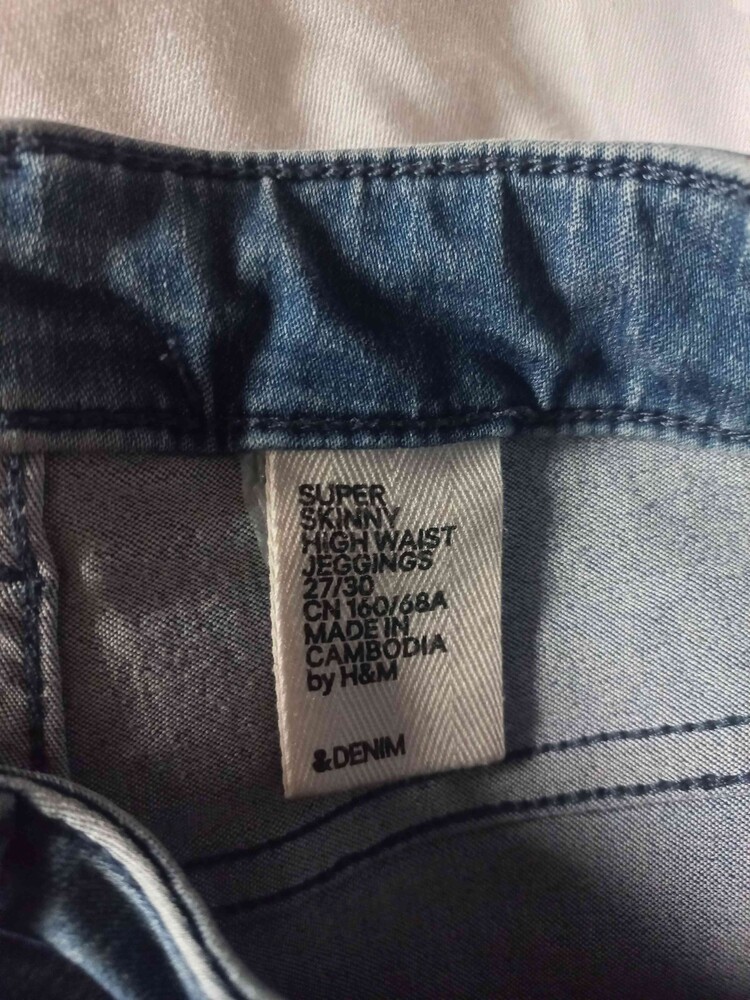 SUPER
SKINNY
HIGH WAIST
JEGGINGS
27/30
CN 160/68A
MADE IN
CAMBODIA
by H&M
&DENIM